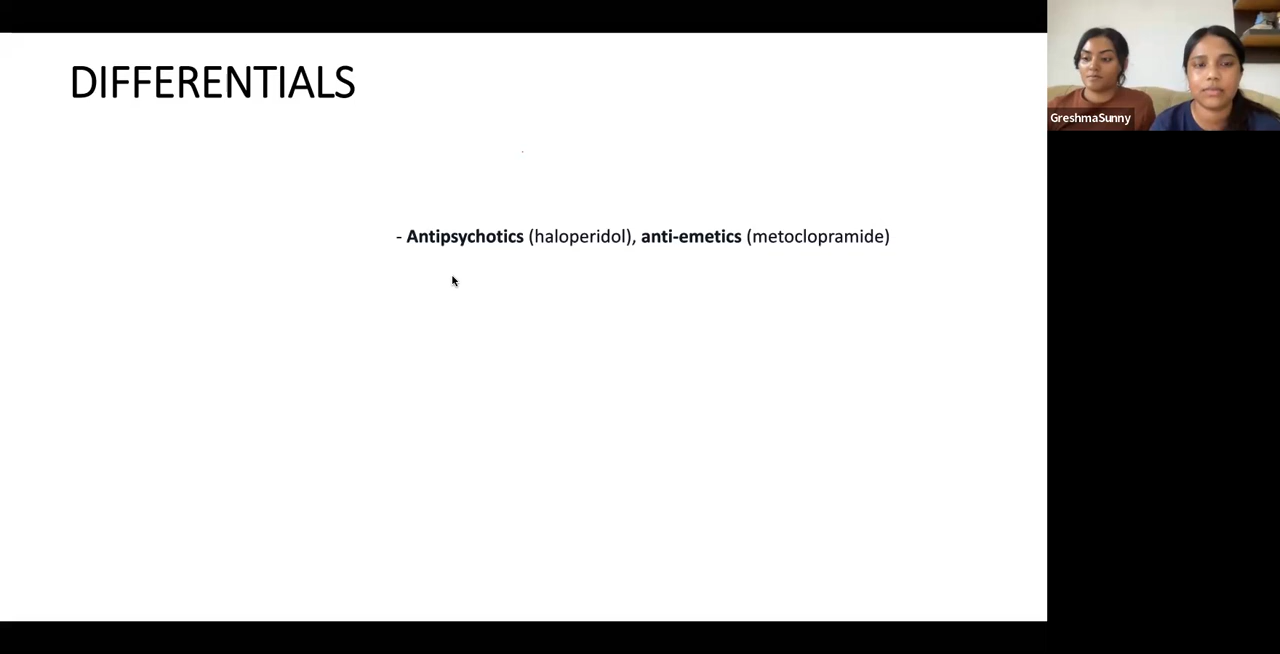 DIFFERENTIALS
- Antipsychotics (haloperidol), anti-emetics (metoclopramide)
GreshmaSunny